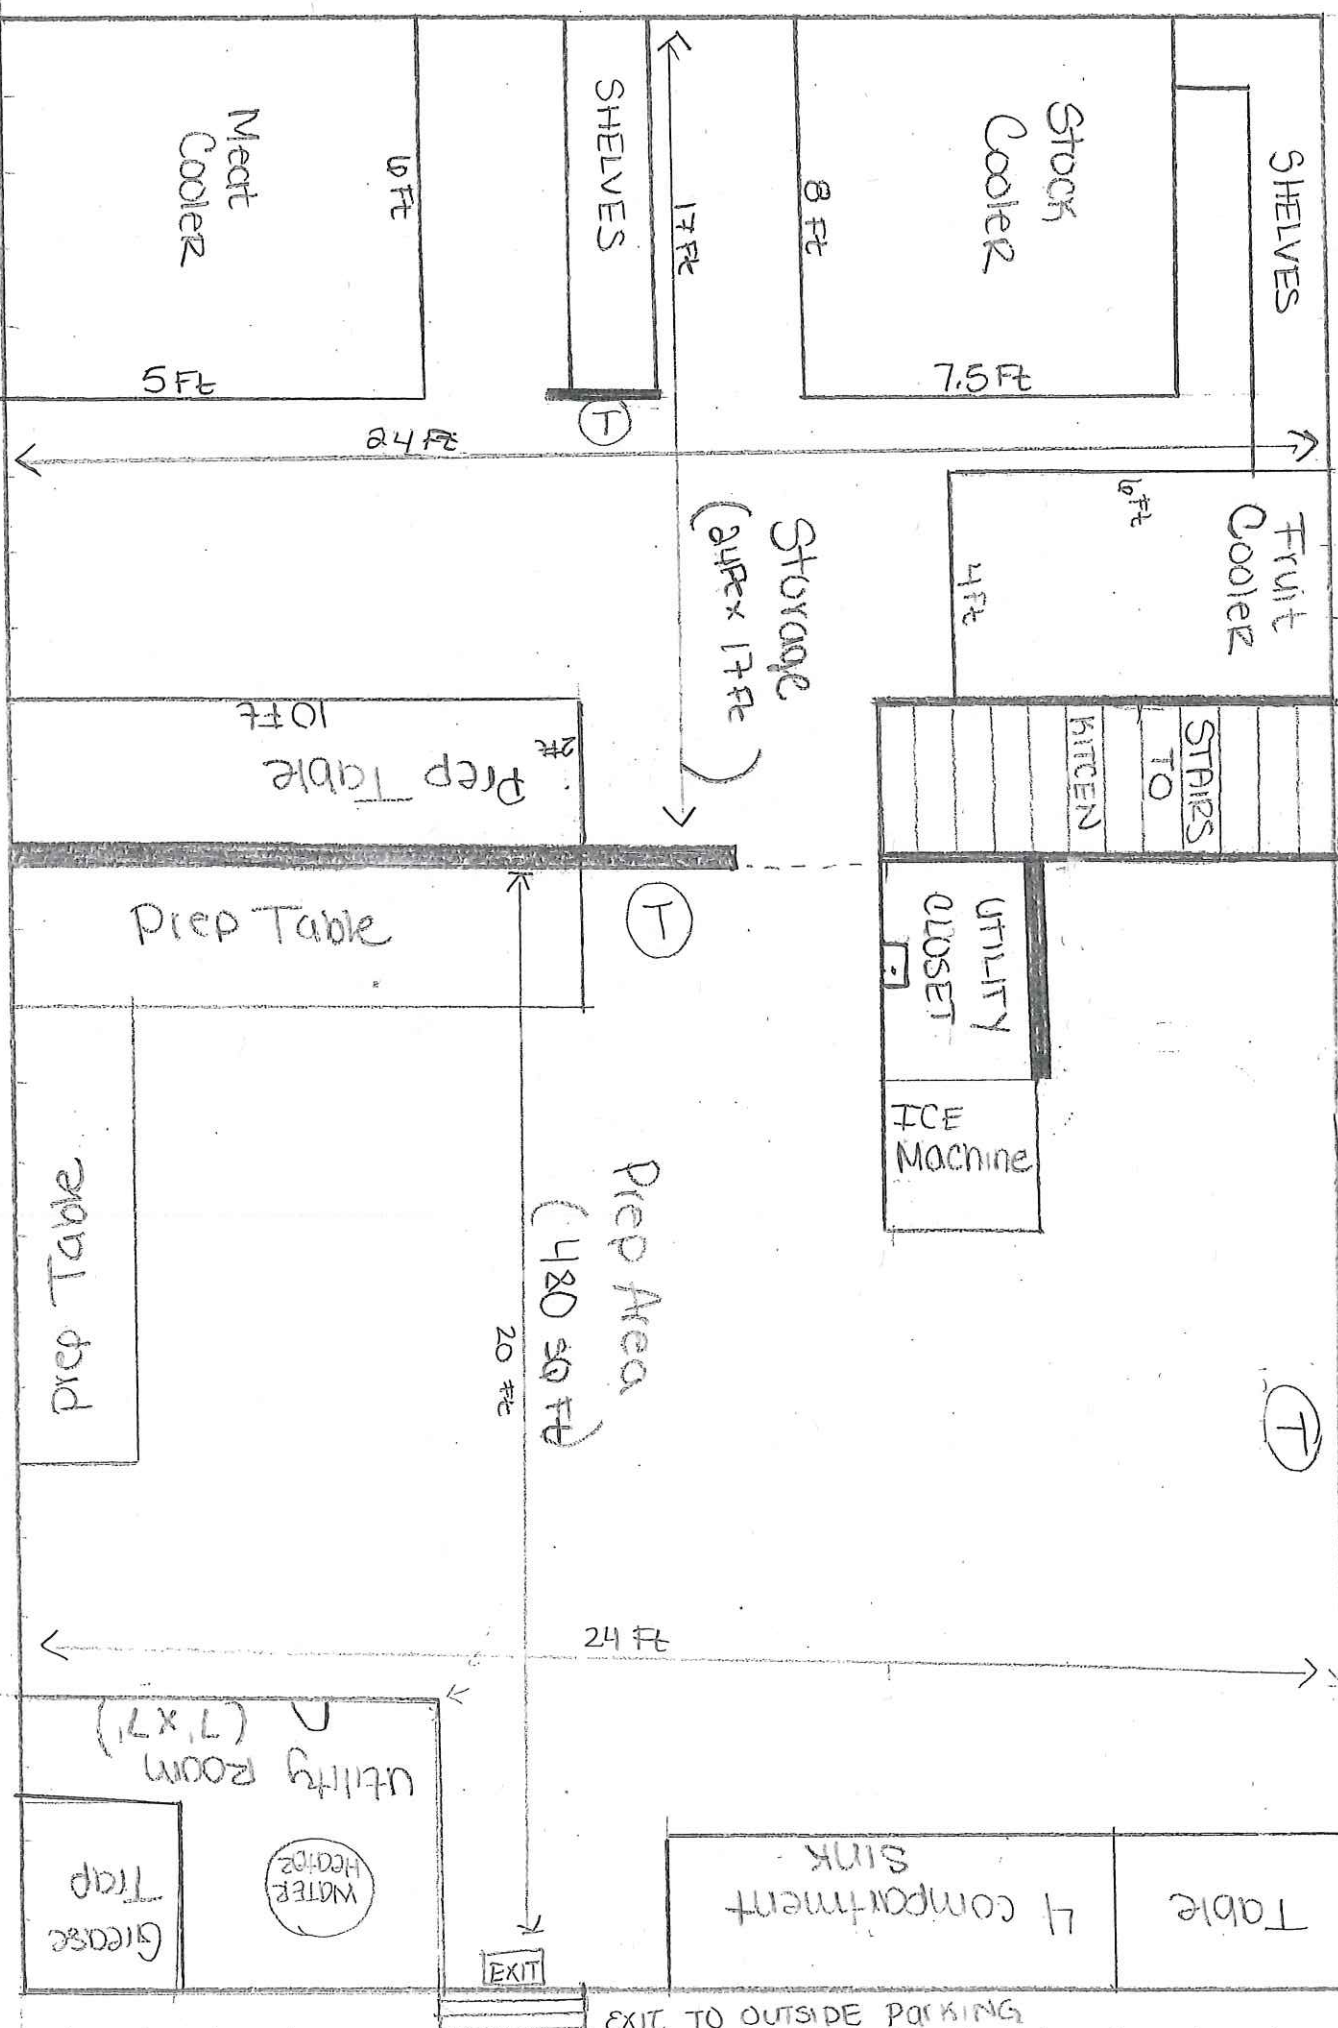 Meat
Cooler
6 Ft
5 Ft
SHELVES
17 Ft
8 Ft
Stock
Cooler
7.5 Ft
SHELVES
T
24 Ft
Storage
(24Ft x 17 Ft)
6 Ft
Fruit
Cooler
4 Ft
10 Ft
2 Ft
Prep Table
STAIRS
TO
KITCEN
Prep Table
T
UTILITY
CLOSET
ICE
Machine
Prep Table
Prep Area
(480 SQ Ft)
20 Ft
T
24 Ft
Utility Room
(7'x7')
WATER
Heater
Grease
Trap
EXIT
4 compartment
Sink
Table
EXIT TO OUTSIDE PARKING